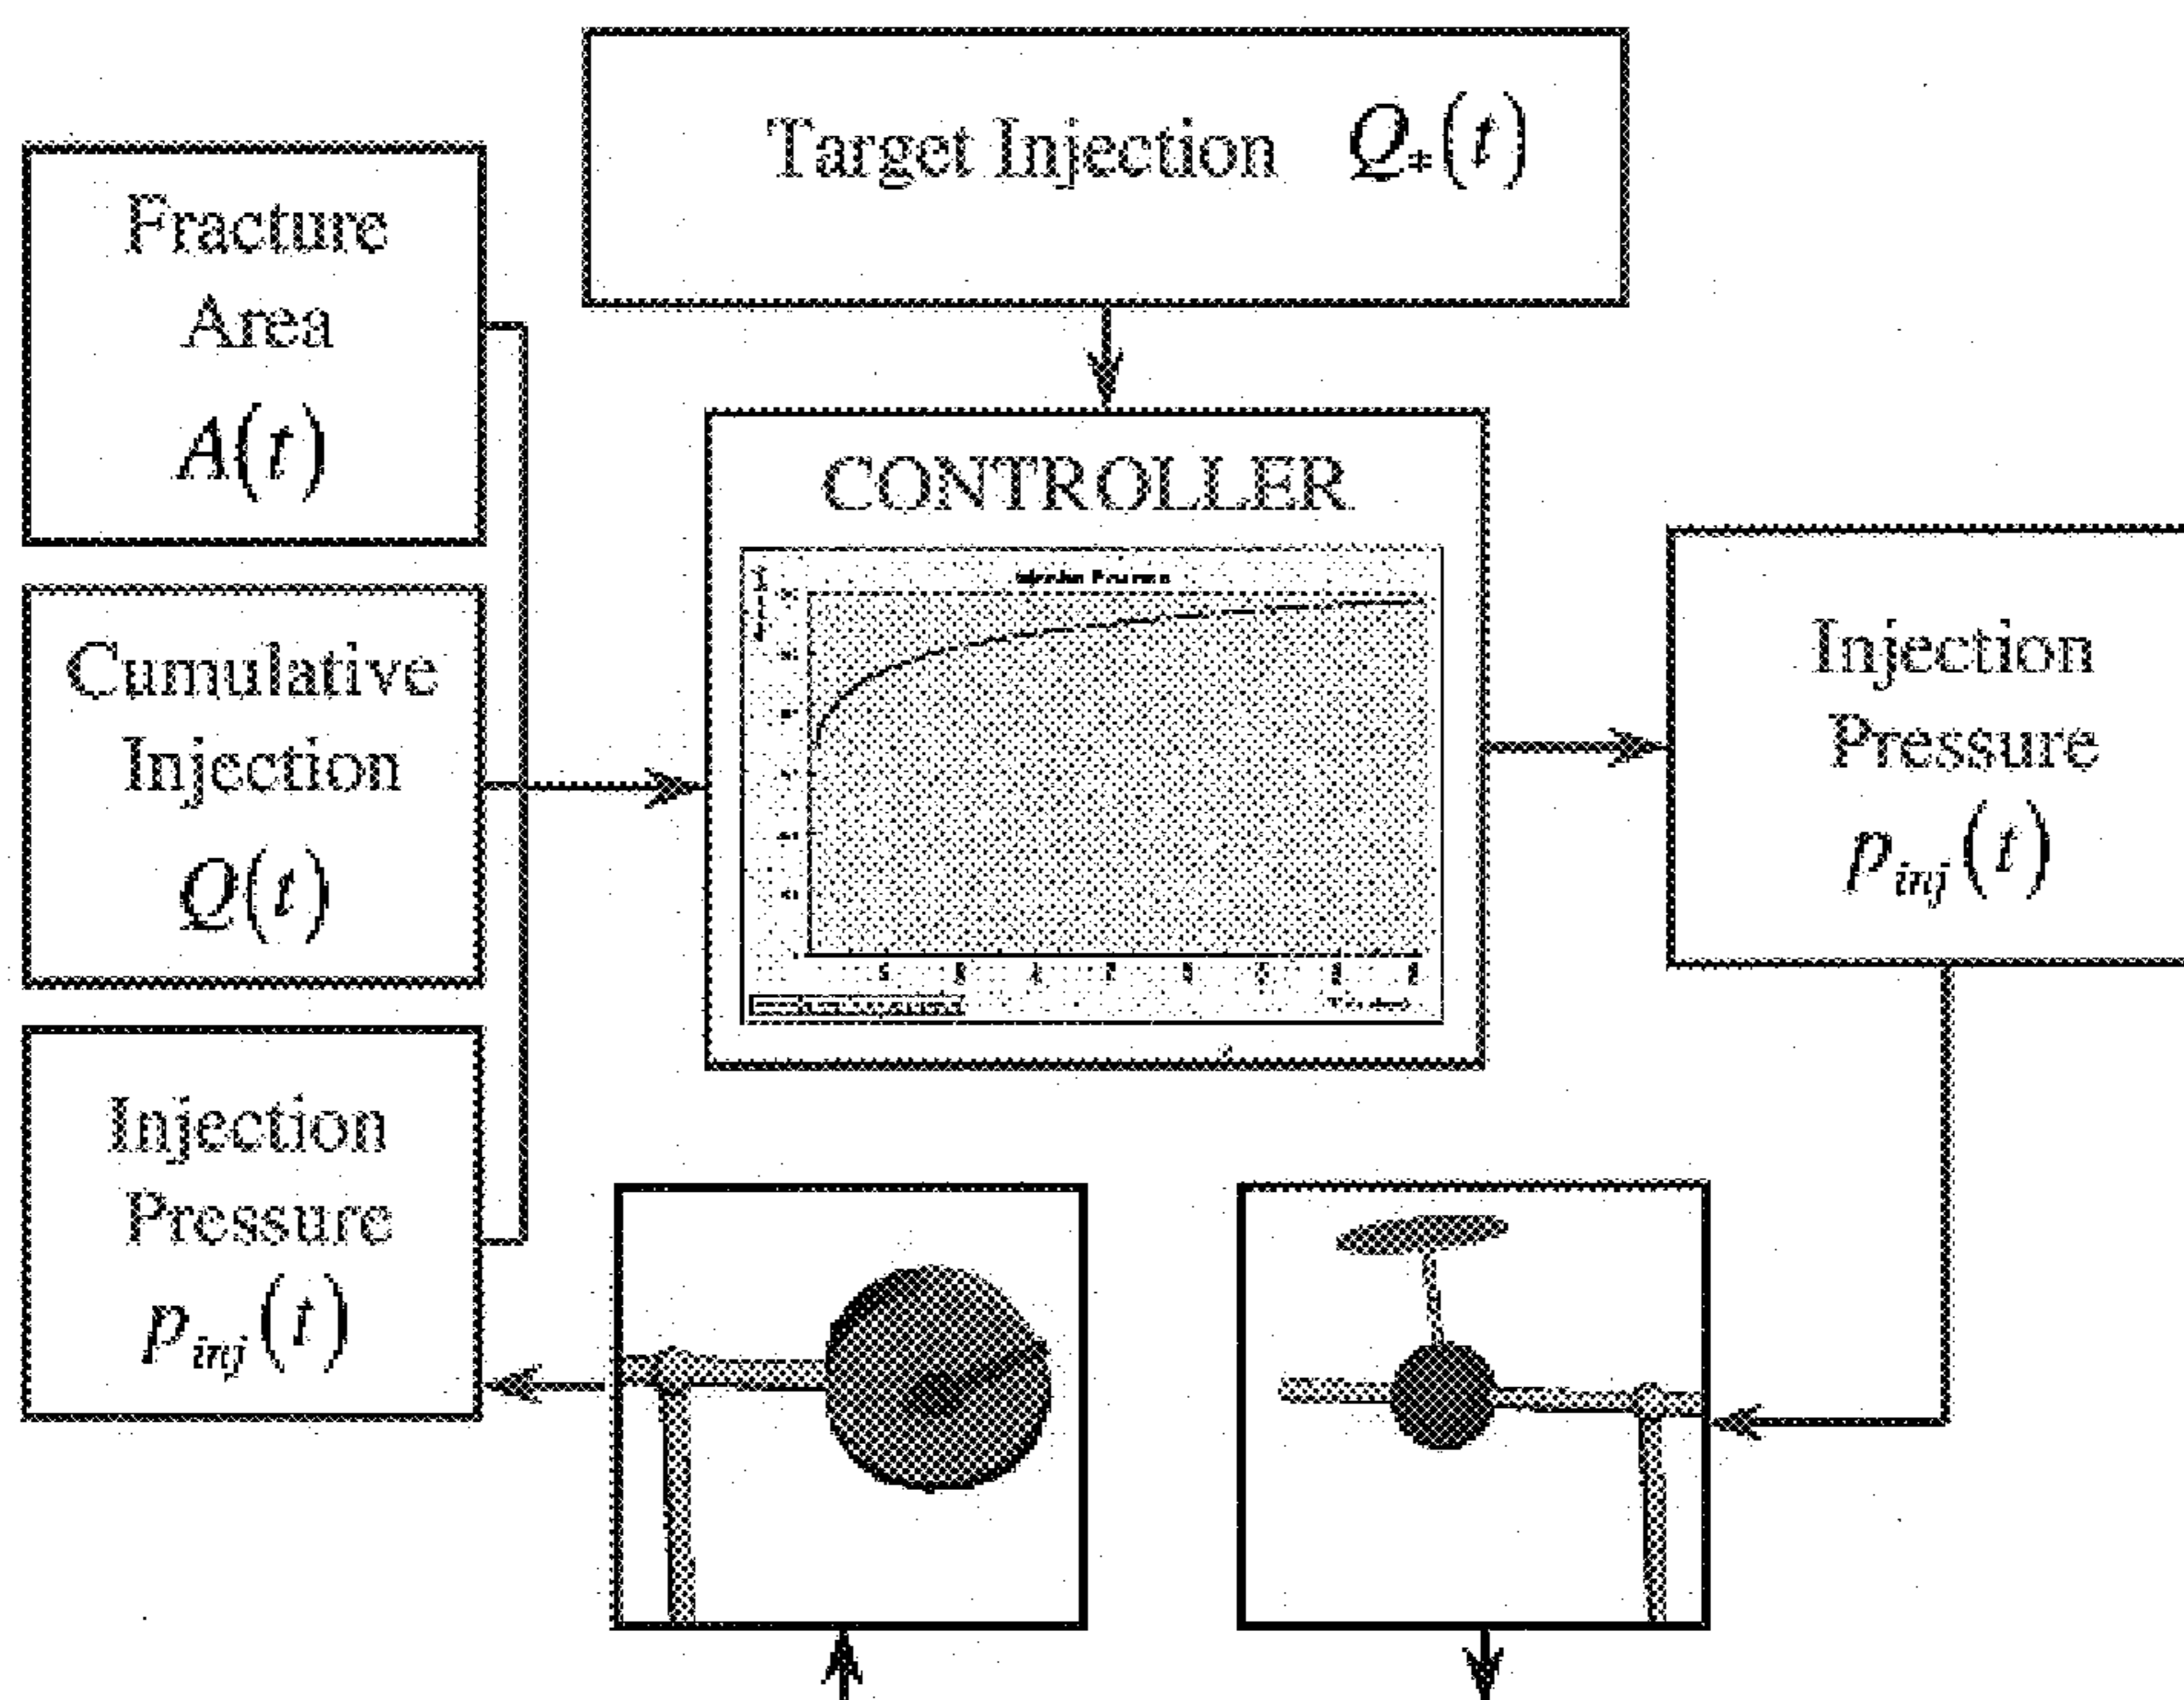 Target Injection Q*(t)
Fracture
Area
A(t)
CONTROLLER
Cumulative
Injection
Q(t)
Injection
Pressure
p_inj(t)
Injection
Pressure
p_inj(t)